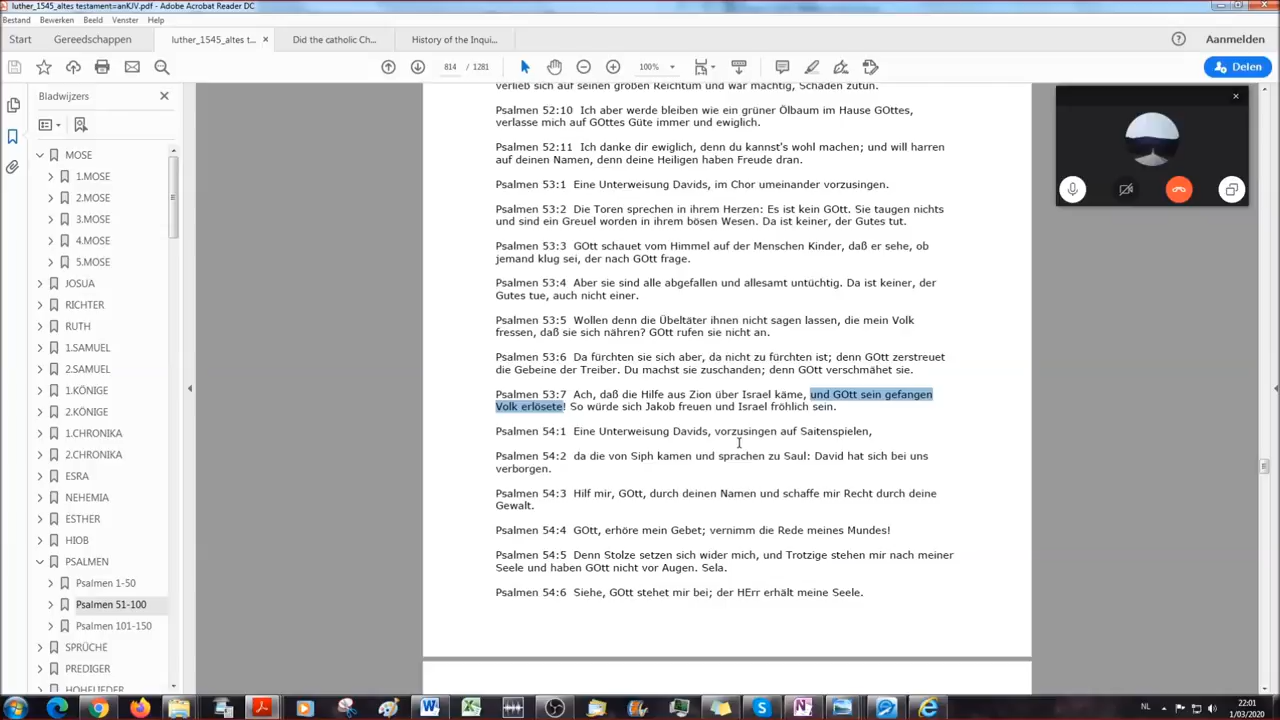 luther_1545_altes testament=anKJV.pdf - Adobe Acrobat Reader DC
Bestand Bewerken Beeld Venster Help
Start Gereedschappen luther_1545_altes t... × Did the catholic Ch... History of the Inqui... Aanmelden
814 / 1281 100% Delen
Bladwijzers
MOSE
1.MOSE
2.MOSE
3.MOSE
4.MOSE
5.MOSE
JOSUA
RICHTER
RUTH
1.SAMUEL
2.SAMUEL
1.KÖNIGE
2.KÖNIGE
1.CHRONIKA
2.CHRONIKA
ESRA
NEHEMIA
ESTHER
HIOB
PSALMEN
Psalmen 1-50
Psalmen 51-100
Psalmen 101-150
SPRÜCHE
PREDIGER
HOHELIEDER
verließ sich auf seinen großen Reichtum und war mächtig, Schaden zutun.
Psalmen 52:10 Ich aber werde bleiben wie ein grüner Ölbaum im Hause GOttes,
verlasse mich auf GOttes Güte immer und ewiglich.
Psalmen 52:11 Ich danke dir ewiglich, denn du kannst's wohl machen; und will harren
auf deinen Namen, denn deine Heiligen haben Freude dran.
Psalmen 53:1 Eine Unterweisung Davids, im Chor umeinander vorzusingen.
Psalmen 53:2 Die Toren sprechen in ihrem Herzen: Es ist kein GOtt. Sie taugen nichts
und sind ein Greuel worden in ihrem bösen Wesen. Da ist keiner, der Gutes tut.
Psalmen 53:3 GOtt schauet vom Himmel auf der Menschen Kinder, daß er sehe, ob
jemand klug sei, der nach GOtt frage.
Psalmen 53:4 Aber sie sind alle abgefallen und allesamt untüchtig. Da ist keiner, der
Gutes tue, auch nicht einer.
Psalmen 53:5 Wollen denn die Übeltäter ihnen nicht sagen lassen, die mein Volk
fressen, daß sie sich nähren? GOtt rufen sie nicht an.
Psalmen 53:6 Da fürchten sie sich aber, da nicht zu fürchten ist; denn GOtt zerstreuet
die Gebeine der Treiber. Du machst sie zuschanden; denn GOtt verschmähet sie.
Psalmen 53:7 Ach, daß die Hilfe aus Zion über Israel käme, und GOtt sein gefangen
Volk erlösete! So würde sich Jakob freuen und Israel fröhlich sein.
Psalmen 54:1 Eine Unterweisung Davids, vorzusingen auf Saitenspielen,
Psalmen 54:2 da die von Siph kamen und sprachen zu Saul: David hat sich bei uns
verborgen.
Psalmen 54:3 Hilf mir, GOtt, durch deinen Namen und schaffe mir Recht durch deine
Gewalt.
Psalmen 54:4 GOtt, erhöre mein Gebet; vernimm die Rede meines Mundes!
Psalmen 54:5 Denn Stolze setzen sich wider mich, und Trotzige stehen mir nach meiner
Seele und haben GOtt nicht vor Augen. Sela.
Psalmen 54:6 Siehe, GOtt stehet mir bei; der HErr erhält meine Seele.
NL 22:01
1/03/2020